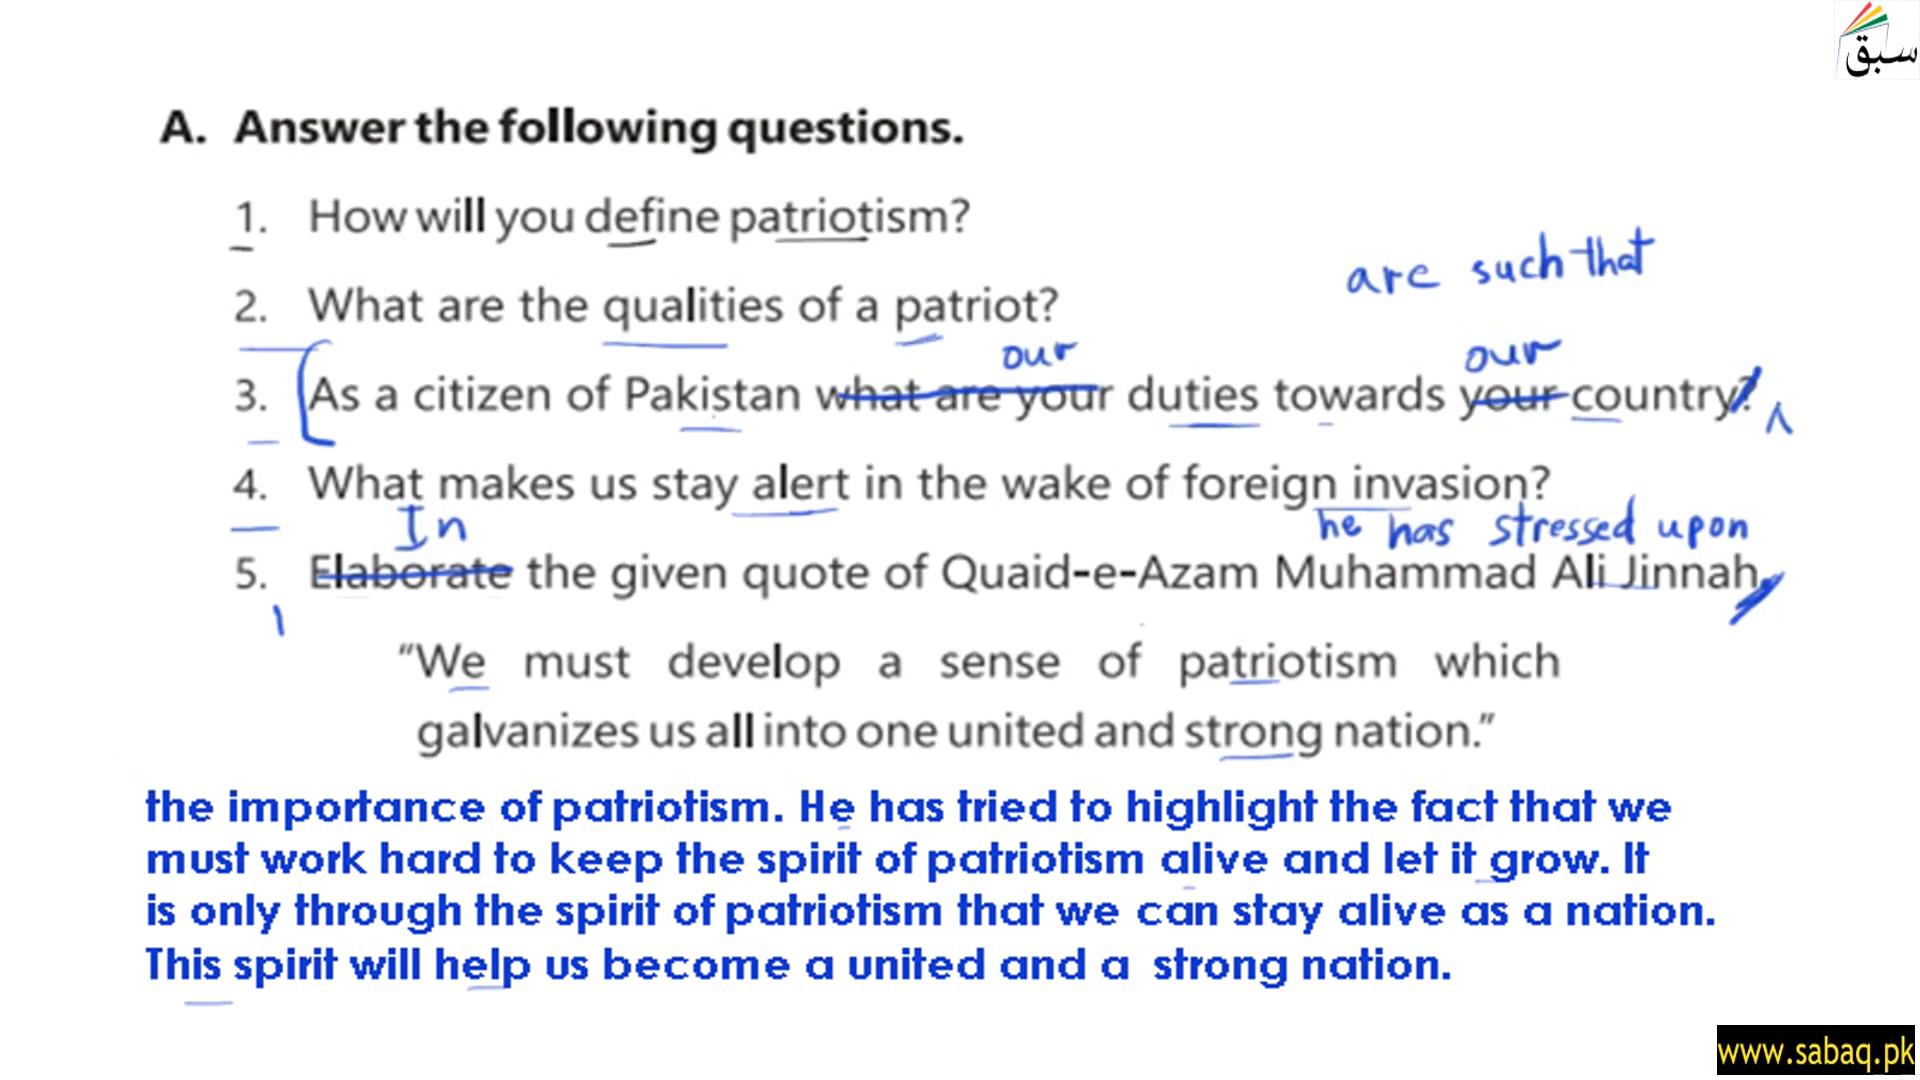 سبق
A. Answer the following questions.
1. How will you define patriotism?
are such that
2. What are the qualities of a patriot?
our our
3. As a citizen of Pakistan what are your duties towards your country?
4. What makes us stay alert in the wake of foreign invasion?
In he has stressed upon
5. Elaborate the given quote of Quaid-e-Azam Muhammad Ali Jinnah,
"We must develop a sense of patriotism which
galvanizes us all into one united and strong nation."
the importance of patriotism. He has tried to highlight the fact that we
must work hard to keep the spirit of patriotism alive and let it grow. It
is only through the spirit of patriotism that we can stay alive as a nation.
This spirit will help us become a united and a strong nation.
www.sabaq.pk